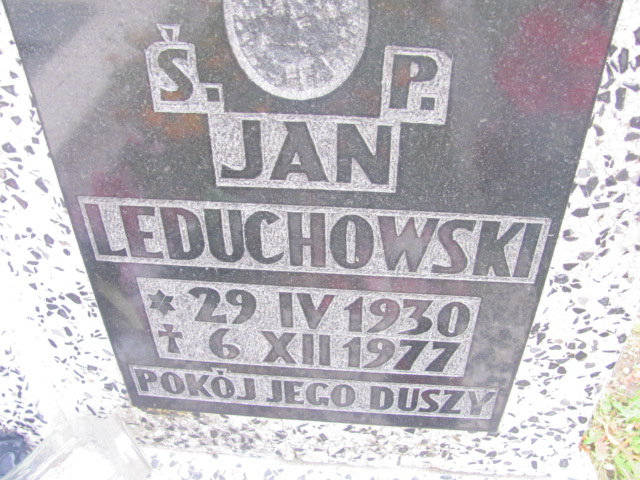 Ś. P.
JAN
LEDUCHOWSKI
* 29 IV 1930
† 6 XII 1977
POKÓJ JEGO DUSZY